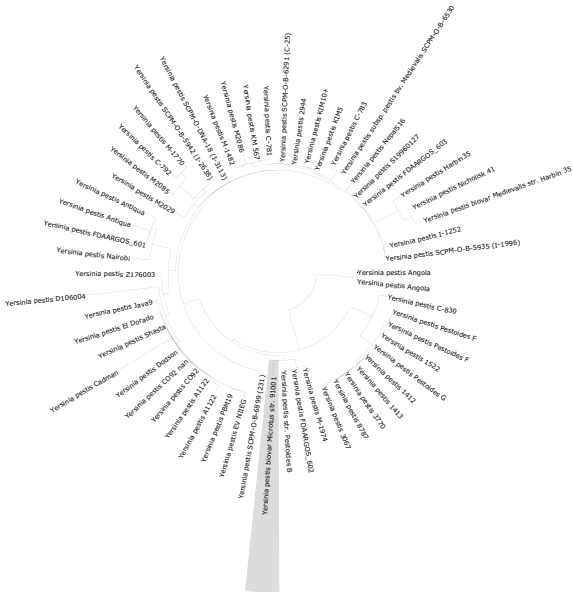 Yersinia pestis SCPM-O-B-6291 (C-25)
Yersinia pestis 2944
Yersinia pestis KIM10+
Yersinia pestis KIM5
Yersinia pestis C-783
Yersinia pestis subsp. pestis bv. Medievalis SCPM-O-B-6530
Yersinia pestis Nepal516
Yersinia pestis S19960127
Yersinia pestis FDAARGOS_603
Yersinia pestis Harbin35
Yersinia pestis Nicholisk 41
Yersinia pestis biovar Medievalis str. Harbin 35
Yersinia pestis I-1252
Yersinia pestis SCPM-O-B-5935 (I-1996)
Yersinia pestis Angola
Yersinia pestis Angola
Yersinia pestis C-830
Yersinia pestis Pestoides F
Yersinia pestis Pestoides F
Yersinia pestis 1522
Yersinia pestis Pestoides G
Yersinia pestis 1412
Yersinia pestis 1413
Yersinia pestis 3770
Yersinia pestis 8787
Yersinia pestis 3067
Yersinia pestis M-1974
Yersinia pestis FDAARGOS_602
Yersinia pestis str. Pestoides B
Yersinia pestis biovar Microtus str. 91001
Yersinia pestis SCPM-O-B-6899 (231)
Yersinia pestis EV NIIEG
Yersinia pestis PBM19
Yersinia pestis A1122
Yersinia pestis A1122
Yersinia pestis CO92
Yersinia pestis CO92_nan
Yersinia pestis Dodson
Yersinia pestis Cadman
Yersinia pestis Shasta
Yersinia pestis El Dorado
Yersinia pestis Java9
Yersinia pestis D106004
Yersinia pestis Z176003
Yersinia pestis Nairobi
Yersinia pestis FDAARGOS_601
Yersinia pestis Antiqua
Yersinia pestis Antiqua
Yersinia pestis M2029
Yersinia pestis M2085
Yersinia pestis C-792
Yersinia pestis M-1770
Yersinia pestis SCPM-O-B-5942 (I-2638)
Yersinia pestis SCPM-O-DNA-18 (I-3113)
Yersinia pestis M-1482
Yersinia pestis M2086
Yersinia pestis KM 567
Yersinia pestis C-781